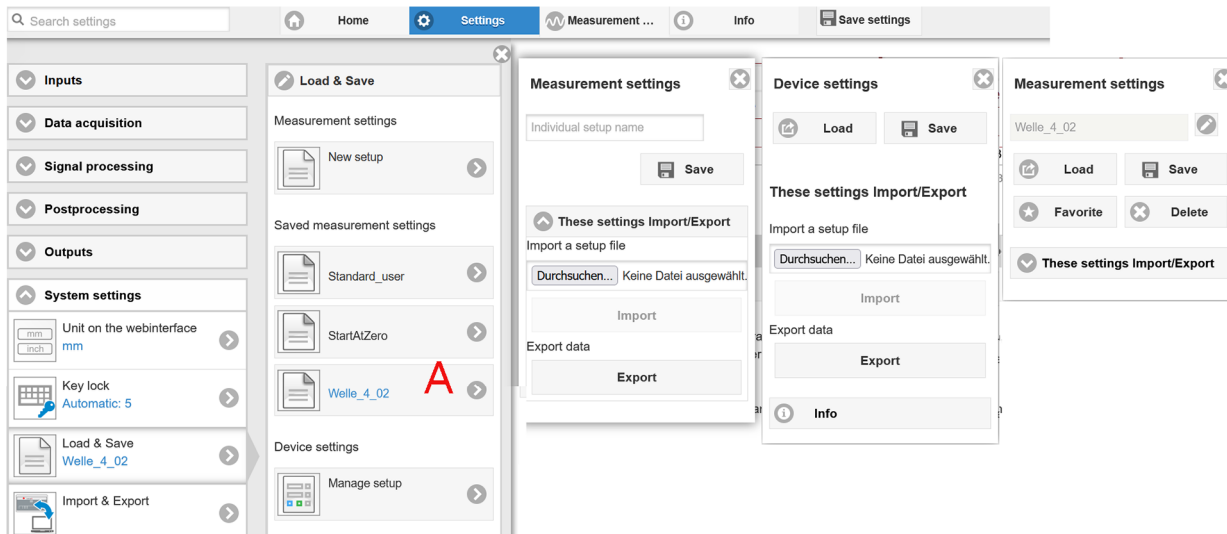 Search settings
Home
Settings
Measurement ...
Info
Save settings
Inputs
Data acquisition
Signal processing
Postprocessing
Outputs
System settings
mm
inch
Unit on the webinterface
mm
Key lock
Automatic: 5
Load & Save
Welle_4_02
Import & Export
Load & Save
Measurement settings
New setup
Saved measurement settings
Standard_user
StartAtZero
Welle_4_02
A
Device settings
Manage setup
Measurement settings
Individual setup name
Save
These settings Import/Export
Import a setup file
Durchsuchen... Keine Datei ausgewählt.
Import
Export data
Export
Device settings
Load
Save
These settings Import/Export
Import a setup file
Durchsuchen... Keine Datei ausgewählt.
Import
Export data
Export
Info
Measurement settings
Welle_4_02
Load
Save
Favorite
Delete
These settings Import/Export